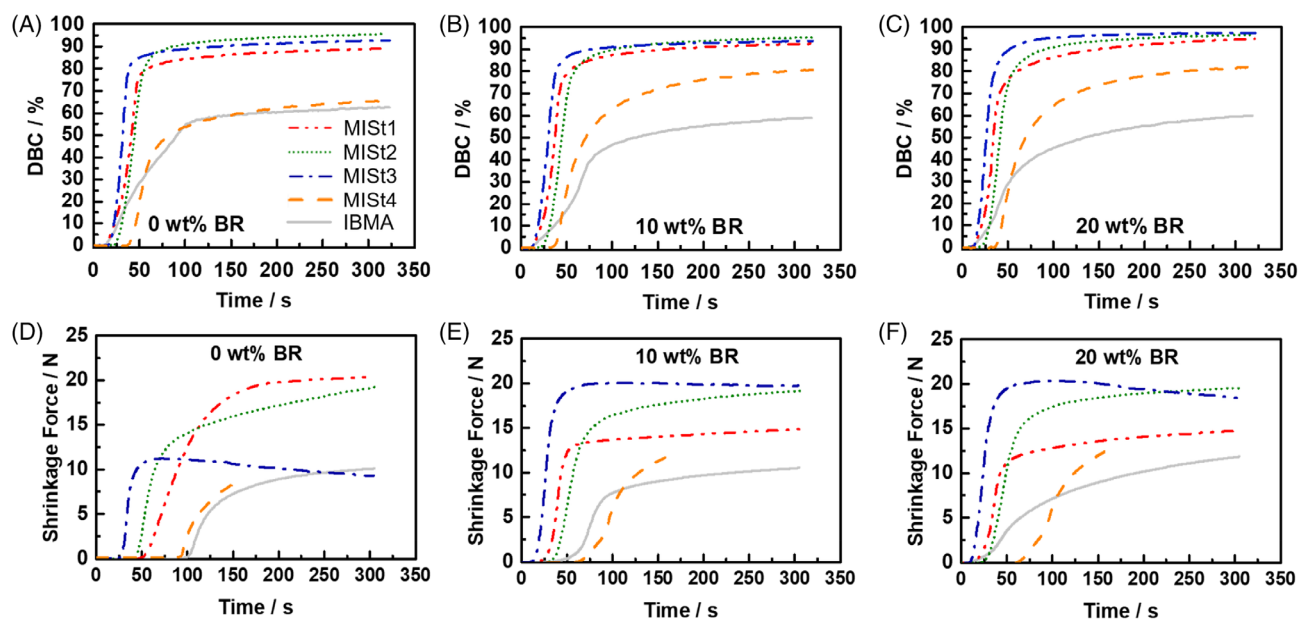 (A)
100
90
80
70
60
50
40
30
20
10
0
DBC / %
MISt1
MISt2
MISt3
MISt4
IBMA
0 wt% BR
0 50 100 150 200 250 300 350
Time / s
(B)
100
90
80
70
60
50
40
30
20
10
0
DBC / %
10 wt% BR
0 50 100 150 200 250 300 350
Time / s
(C)
100
90
80
70
60
50
40
30
20
10
0
DBC / %
20 wt% BR
0 50 100 150 200 250 300 350
Time / s
(D)
25
20
15
10
5
0
Shrinkage Force / N
0 wt% BR
0 50 100 150 200 250 300 350
Time / s
(E)
25
20
15
10
5
0
Shrinkage Force / N
10 wt% BR
0 50 100 150 200 250 300 350
Time / s
(F)
25
20
15
10
5
0
Shrinkage Force / N
20 wt% BR
0 50 100 150 200 250 300 350
Time / s